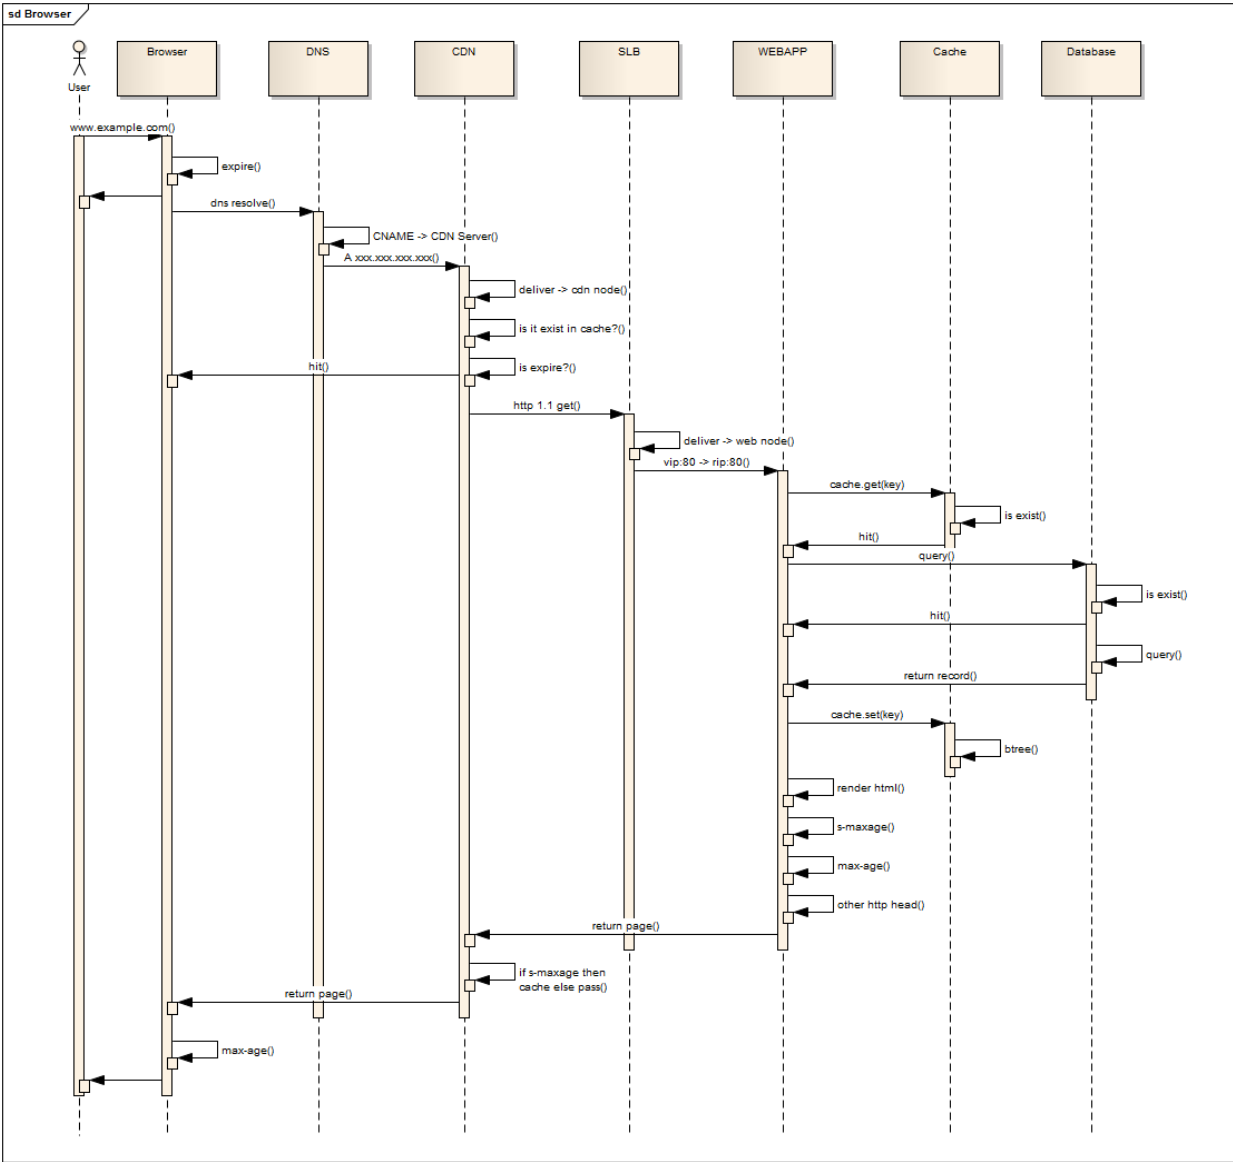 sd Browser
User
Browser
DNS
CDN
SLB
WEBAPP
Cache
Database
www.example.com()
expire()
dns resolve()
CNAME -> CDN Server()
A xxx.xxx.xxx.xxx()
deliver -> cdn node()
is it exist in cache?()
is expire?()
hit()
http 1.1 get()
deliver -> web node()
vip:80 -> rip:80()
cache.get(key)
is exist()
hit()
query()
is exist()
hit()
query()
return record()
cache.set(key)
btree()
render html()
s-maxage()
max-age()
other http head()
return page()
if s-maxage then
cache else pass()
return page()
max-age()